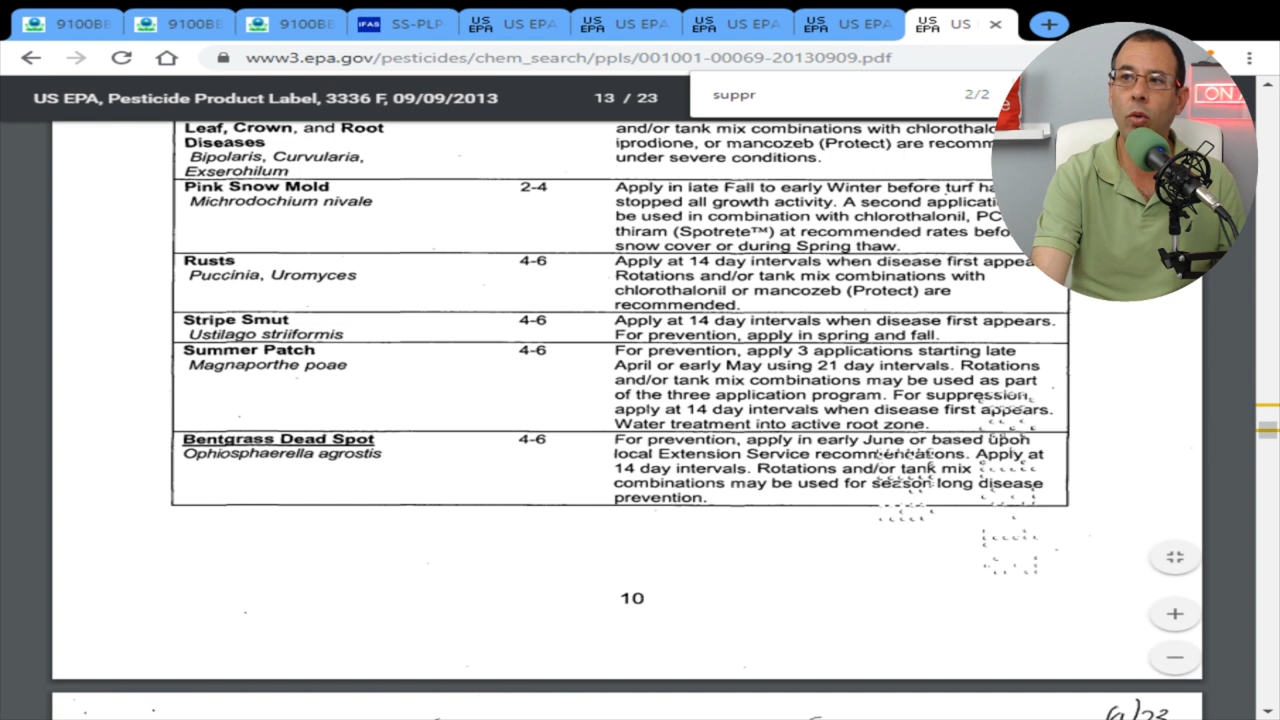 9100BE
9100BE
9100BE
IFAS SS-PLP-
US EPA US EPA
US EPA US EPA
US EPA US EPA
US EPA US EPA
US EPA US
www3.epa.gov/pesticides/chem_search/ppls/001001-00069-20130909.pdf
US EPA, Pesticide Product Label, 3336 F, 09/09/2013
13 / 23
suppr
2/2
ON
Leaf, Crown, and Root
Diseases
Bipolaris, Curvularia,
Exserohilum
and/or tank mix combinations with chlorothalo
iprodione, or mancozeb (Protect) are recomm
under severe conditions.
Pink Snow Mold
Michrodochium nivale
2-4
Apply in late Fall to early Winter before turf ha
stopped all growth activity. A second applicati
be used in combination with chlorothalonil, PC
thiram (Spotrete™) at recommended rates befo
snow cover or during Spring thaw.
Rusts
Puccinia, Uromyces
4-6
Apply at 14 day intervals when disease first appea
Rotations and/or tank mix combinations with
chlorothalonil or mancozeb (Protect) are
recommended.
Stripe Smut
Ustilago striiformis
4-6
Apply at 14 day intervals when disease first appears.
For prevention, apply in spring and fall.
Summer Patch
Magnaporthe poae
4-6
For prevention, apply 3 applications starting late
April or early May using 21 day intervals. Rotations
and/or tank mix combinations may be used as part
of the three application program. For suppression,
apply at 14 day intervals when disease first appears.
Water treatment into active root zone.
Bentgrass Dead Spot
Ophiosphaerella agrostis
4-6
For prevention, apply in early June or based upon
local Extension Service recommendations. Apply at
14 day intervals. Rotations and/or tank mix
combinations may be used for season long disease
prevention.
10